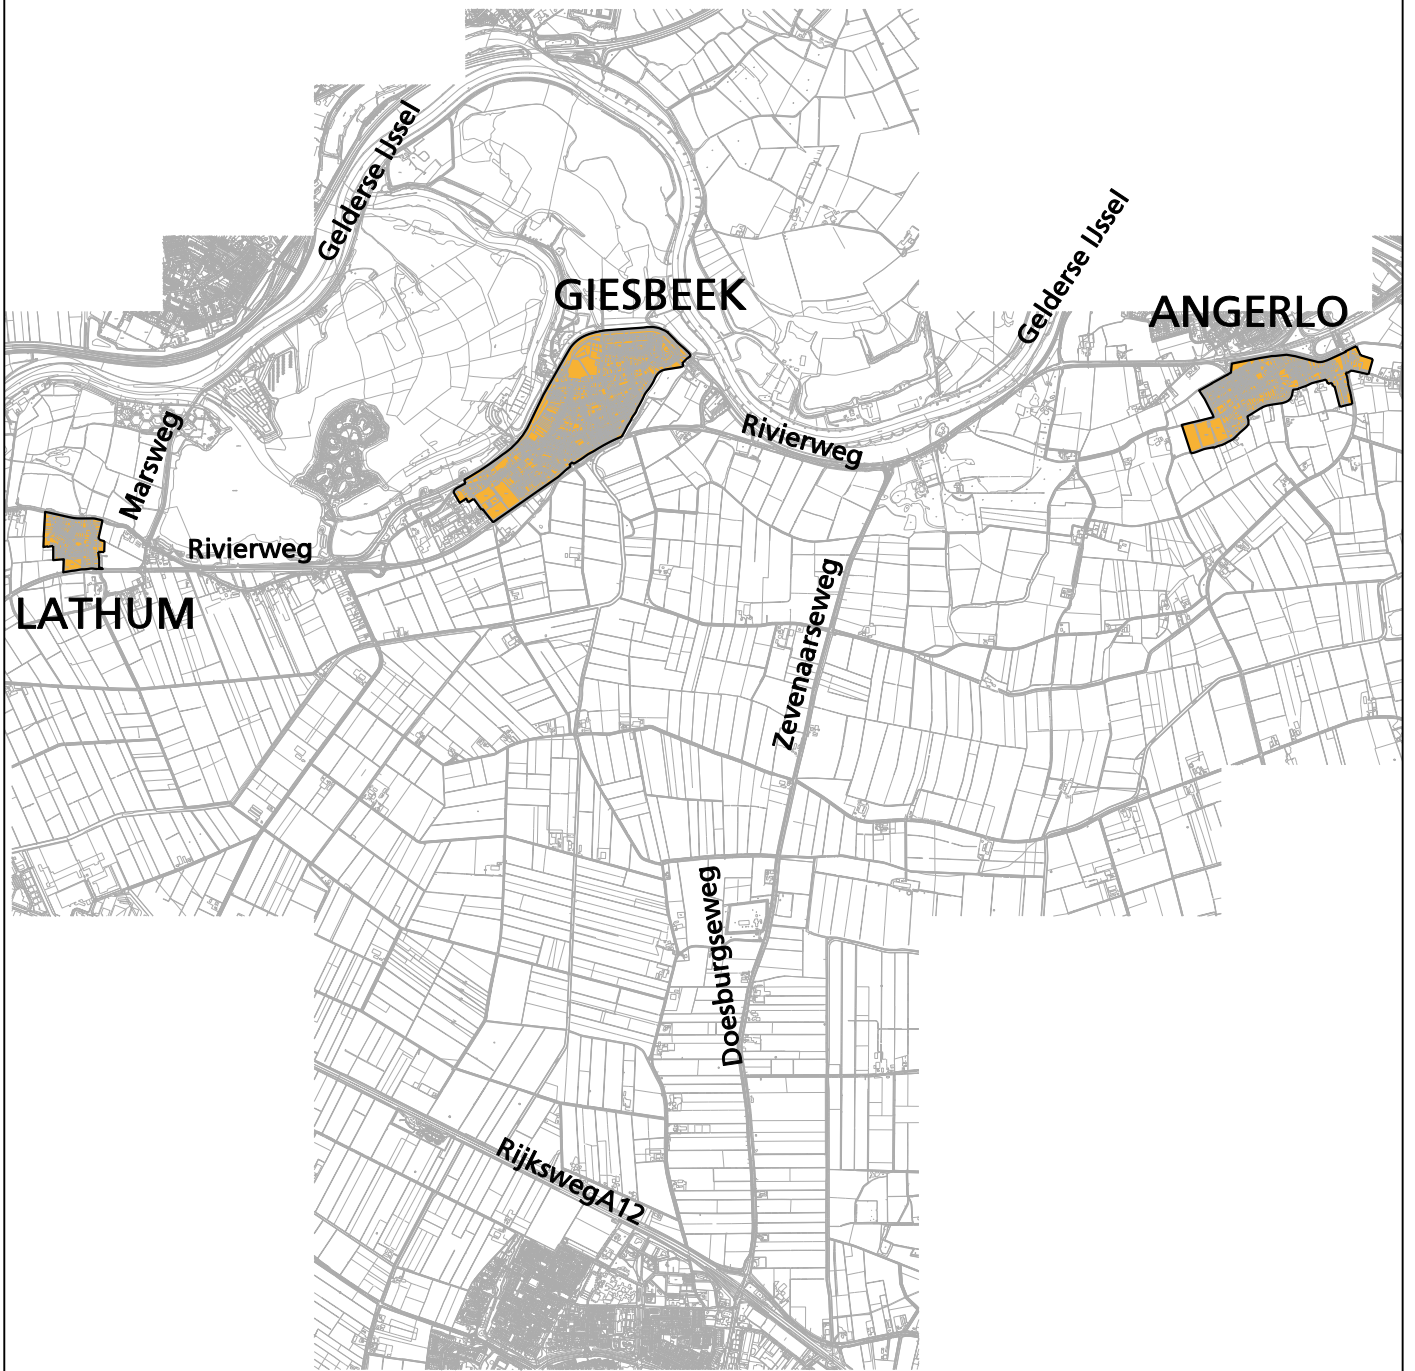 Gelderse IJssel
GIESBEEK
Gelderse IJssel
ANGERLO
Marsweg
Rivierweg
Rivierweg
LATHUM
Zevenaarseweg
Doesburgseweg
RijkswegA12